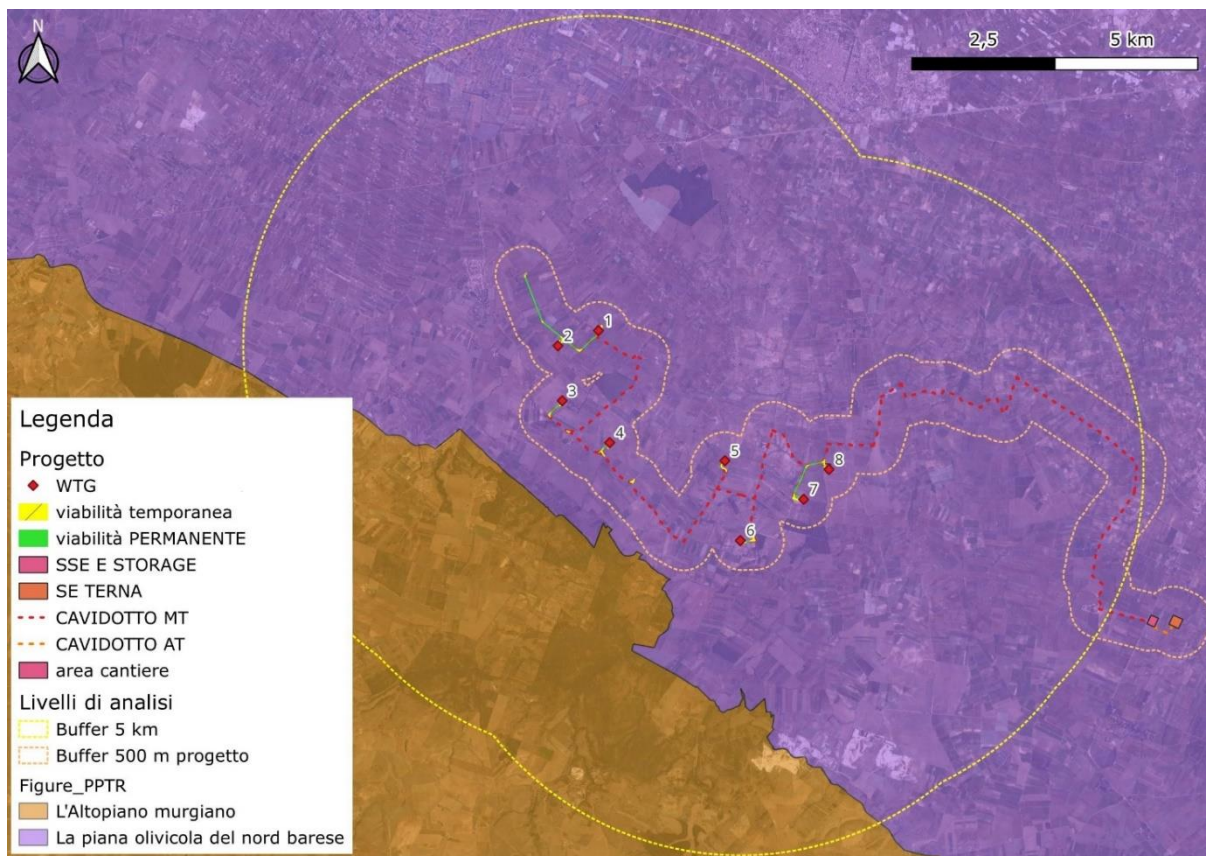 N
2,5 5 km
1
2
3
4
5
8
7
6
Legenda
Progetto
WTG
viabilità temporanea
viabilità PERMANENTE
SSE E STORAGE
SE TERNA
CAVIDOTTO MT
CAVIDOTTO AT
area cantiere
Livelli di analisi
Buffer 5 km
Buffer 500 m progetto
Figure_PPTR
L'Altopiano murgiano
La piana olivicola del nord barese